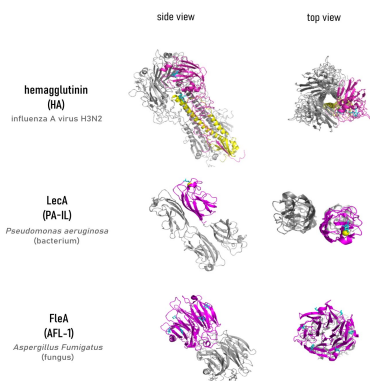 side view
top view
hemagglutinin
(HA)
influenza A virus H3N2
LecA
(PA-IL)
Pseudomonas aeruginosa
(bacterium)
FleA
(AFL-1)
Aspergillus Fumigatus
(fungus)